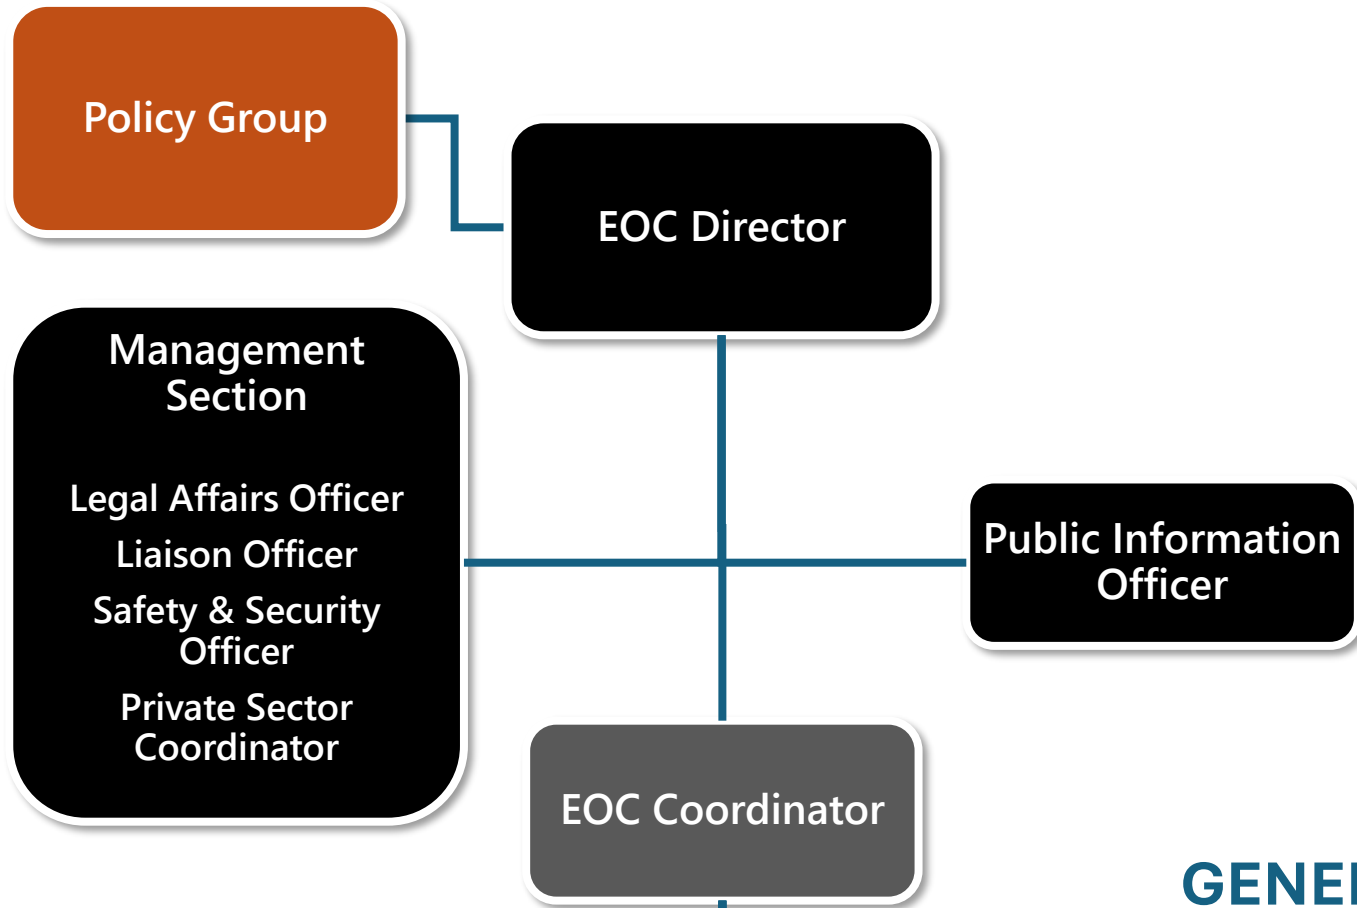 Policy Group
EOC Director
Management
Section
Legal Affairs Officer
Liaison Officer
Safety & Security
Officer
Private Sector
Coordinator
Public Information
Officer
EOC Coordinator